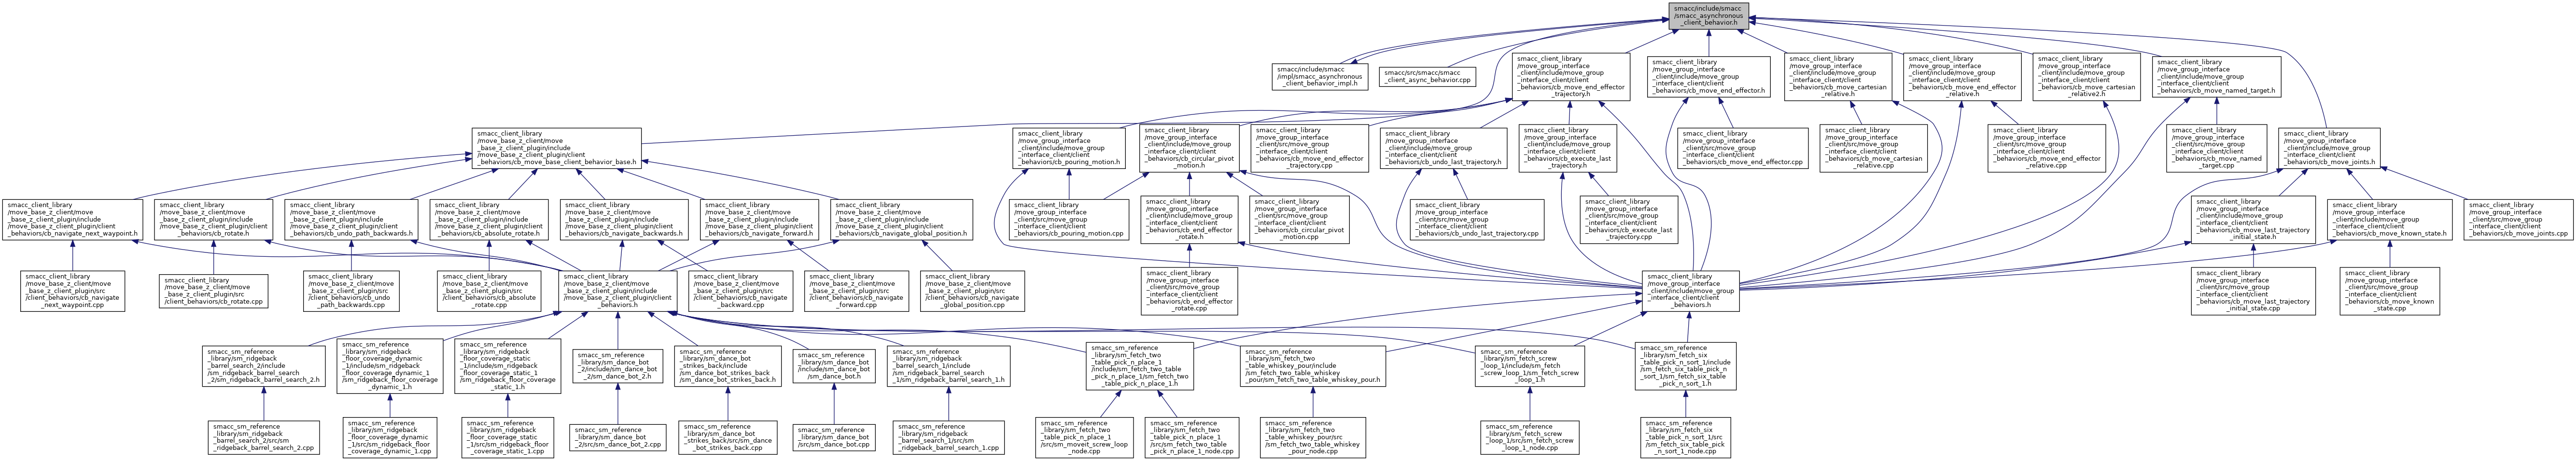 smacc/include/smacc
/smacc_asynchronous
_client_behavior.h
smacc/include/smacc
/impl/smacc_asynchronous
_client_behavior_impl.h
smacc/src/smacc/smacc
_client_async_behavior.cpp
smacc_client_library
/move_group_interface
_client/include/move_group
_interface_client/client
_behaviors/cb_move_end_effector
_trajectory.h
smacc_client_library
/move_group_interface
_client/include/move_group
_interface_client/client
_behaviors/cb_move_end_effector.h
smacc_client_library
/move_group_interface
_client/include/move_group
_interface_client/client
_behaviors/cb_move_cartesian
_relative.h
smacc_client_library
/move_group_interface
_client/include/move_group
_interface_client/client
_behaviors/cb_move_end_effector
_relative.h
smacc_client_library
/move_group_interface
_client/include/move_group
_interface_client/client
_behaviors/cb_move_cartesian
_relative2.h
smacc_client_library
/move_group_interface
_client/include/move_group
_interface_client/client
_behaviors/cb_move_named_target.h
smacc_client_library
/move_base_z_client/move
_base_z_client_plugin/include
/move_base_z_client_plugin/client
_behaviors/cb_move_base_client_behavior_base.h
smacc_client_library
/move_group_interface
_client/include/move_group
_interface_client/client
_behaviors/cb_pouring_motion.h
smacc_client_library
/move_group_interface
_client/include/move_group
_interface_client/client
_behaviors/cb_circular_pivot
_motion.h
smacc_client_library
/move_group_interface
_client/src/move_group
_interface_client/client
_behaviors/cb_move_end_effector
_trajectory.cpp
smacc_client_library
/move_group_interface
_client/include/move_group
_interface_client/client
_behaviors/cb_undo_last_trajectory.h
smacc_client_library
/move_group_interface
_client/include/move_group
_interface_client/client
_behaviors/cb_execute_last
_trajectory.h
smacc_client_library
/move_group_interface
_client/src/move_group
_interface_client/client
_behaviors/cb_move_end_effector.cpp
smacc_client_library
/move_group_interface
_client/src/move_group
_interface_client/client
_behaviors/cb_move_cartesian
_relative.cpp
smacc_client_library
/move_group_interface
_client/src/move_group
_interface_client/client
_behaviors/cb_move_end_effector
_relative.cpp
smacc_client_library
/move_group_interface
_client/src/move_group
_interface_client/client
_behaviors/cb_move_named
_target.cpp
smacc_client_library
/move_group_interface
_client/include/move_group
_interface_client/client
_behaviors/cb_move_joints.h
smacc_client_library
/move_base_z_client/move
_base_z_client_plugin/include
/move_base_z_client_plugin/client
_behaviors/cb_navigate_next_waypoint.h
smacc_client_library
/move_base_z_client/move
_base_z_client_plugin/include
/move_base_z_client_plugin/client
_behaviors/cb_rotate.h
smacc_client_library
/move_base_z_client/move
_base_z_client_plugin/include
/move_base_z_client_plugin/client
_behaviors/cb_undo_path_backwards.h
smacc_client_library
/move_base_z_client/move
_base_z_client_plugin/include
/move_base_z_client_plugin/client
_behaviors/cb_absolute_rotate.h
smacc_client_library
/move_base_z_client/move
_base_z_client_plugin/include
/move_base_z_client_plugin/client
_behaviors/cb_navigate_backwards.h
smacc_client_library
/move_base_z_client/move
_base_z_client_plugin/include
/move_base_z_client_plugin/client
_behaviors/cb_navigate_forward.h
smacc_client_library
/move_base_z_client/move
_base_z_client_plugin/include
/move_base_z_client_plugin/client
_behaviors/cb_navigate_global_position.h
smacc_client_library
/move_group_interface
_client/src/move_group
_interface_client/client
_behaviors/cb_pouring_motion.cpp
smacc_client_library
/move_group_interface
_client/include/move_group
_interface_client/client
_behaviors/cb_end_effector
_rotate.h
smacc_client_library
/move_group_interface
_client/src/move_group
_interface_client/client
_behaviors/cb_circular_pivot
_motion.cpp
smacc_client_library
/move_group_interface
_client/src/move_group
_interface_client/client
_behaviors/cb_undo_last_trajectory.cpp
smacc_client_library
/move_group_interface
_client/src/move_group
_interface_client/client
_behaviors/cb_execute_last
_trajectory.cpp
smacc_client_library
/move_group_interface
_client/include/move_group
_interface_client/client
_behaviors/cb_move_last_trajectory
_initial_state.h
smacc_client_library
/move_group_interface
_client/include/move_group
_interface_client/client
_behaviors/cb_move_known_state.h
smacc_client_library
/move_group_interface
_client/src/move_group
_interface_client/client
_behaviors/cb_move_joints.cpp
smacc_client_library
/move_base_z_client/move
_base_z_client_plugin/src
/client_behaviors/cb_navigate
_next_waypoint.cpp
smacc_client_library
/move_base_z_client/move
_base_z_client_plugin/src
/client_behaviors/cb_rotate.cpp
smacc_client_library
/move_base_z_client/move
_base_z_client_plugin/src
/client_behaviors/cb_undo
_path_backwards.cpp
smacc_client_library
/move_base_z_client/move
_base_z_client_plugin/src
/client_behaviors/cb_absolute
_rotate.cpp
smacc_client_library
/move_base_z_client/move
_base_z_client_plugin/include
/move_base_z_client_plugin/client
_behaviors.h
smacc_client_library
/move_base_z_client/move
_base_z_client_plugin/src
/client_behaviors/cb_navigate
_backward.cpp
smacc_client_library
/move_base_z_client/move
_base_z_client_plugin/src
/client_behaviors/cb_navigate
_forward.cpp
smacc_client_library
/move_base_z_client/move
_base_z_client_plugin/src
/client_behaviors/cb_navigate
_global_position.cpp
smacc_client_library
/move_group_interface
_client/src/move_group
_interface_client/client
_behaviors/cb_end_effector
_rotate.cpp
smacc_client_library
/move_group_interface
_client/include/move_group
_interface_client/client
_behaviors.h
smacc_client_library
/move_group_interface
_client/src/move_group
_interface_client/client
_behaviors/cb_move_last_trajectory
_initial_state.cpp
smacc_client_library
/move_group_interface
_client/src/move_group
_interface_client/client
_behaviors/cb_move_known
_state.cpp
smacc_sm_reference
_library/sm_ridgeback
_barrel_search_2/include
/sm_ridgeback_barrel_search
_2/sm_ridgeback_barrel_search_2.h
smacc_sm_reference
_library/sm_ridgeback
_floor_coverage_dynamic
_1/include/sm_ridgeback
_floor_coverage_dynamic_1
/sm_ridgeback_floor_coverage
_dynamic_1.h
smacc_sm_reference
_library/sm_ridgeback
_floor_coverage_static
_1/include/sm_ridgeback
_floor_coverage_static_1
/sm_ridgeback_floor_coverage
_static_1.h
smacc_sm_reference
_library/sm_dance_bot
_2/include/sm_dance_bot
_2/sm_dance_bot_2.h
smacc_sm_reference
_library/sm_dance_bot
_strikes_back/include
/sm_dance_bot_strikes_back
/sm_dance_bot_strikes_back.h
smacc_sm_reference
_library/sm_dance_bot
/include/sm_dance_bot
/sm_dance_bot.h
smacc_sm_reference
_library/sm_ridgeback
_barrel_search_1/include
/sm_ridgeback_barrel_search
_1/sm_ridgeback_barrel_search_1.h
smacc_sm_reference
_library/sm_fetch_two
_table_pick_n_place_1
/include/sm_fetch_two_table
_pick_n_place_1/sm_fetch_two
_table_pick_n_place_1.h
smacc_sm_reference
_library/sm_fetch_two
_table_whiskey_pour/include
/sm_fetch_two_table_whiskey
_pour/sm_fetch_two_table_whiskey_pour.h
smacc_sm_reference
_library/sm_fetch_screw
_loop_1/include/sm_fetch
_screw_loop_1/sm_fetch_screw
_loop_1.h
smacc_sm_reference
_library/sm_fetch_six
_table_pick_n_sort_1/include
/sm_fetch_six_table_pick_n
_sort_1/sm_fetch_six_table
_pick_n_sort_1.h
smacc_sm_reference
_library/sm_ridgeback
_barrel_search_2/src/sm
_ridgeback_barrel_search_2.cpp
smacc_sm_reference
_library/sm_ridgeback
_floor_coverage_dynamic
_1/src/sm_ridgeback_floor
_coverage_dynamic_1.cpp
smacc_sm_reference
_library/sm_ridgeback
_floor_coverage_static
_1/src/sm_ridgeback_floor
_coverage_static_1.cpp
smacc_sm_reference
_library/sm_dance_bot
_2/src/sm_dance_bot_2.cpp
smacc_sm_reference
_library/sm_dance_bot
_strikes_back/src/sm_dance
_bot_strikes_back.cpp
smacc_sm_reference
_library/sm_dance_bot
/src/sm_dance_bot.cpp
smacc_sm_reference
_library/sm_ridgeback
_barrel_search_1/src/sm
_ridgeback_barrel_search_1.cpp
smacc_sm_reference
_library/sm_fetch_two
_table_pick_n_place_1
/src/sm_moveit_screw_loop
_node.cpp
smacc_sm_reference
_library/sm_fetch_two
_table_pick_n_place_1
/src/sm_fetch_two_table
_pick_n_place_1_node.cpp
smacc_sm_reference
_library/sm_fetch_two
_table_whiskey_pour/src
/sm_fetch_two_table_whiskey
_pour_node.cpp
smacc_sm_reference
_library/sm_fetch_screw
_loop_1/src/sm_fetch_screw
_loop_1_node.cpp
smacc_sm_reference
_library/sm_fetch_six
_table_pick_n_sort_1/src
/sm_fetch_six_table_pick
_n_sort_1_node.cpp